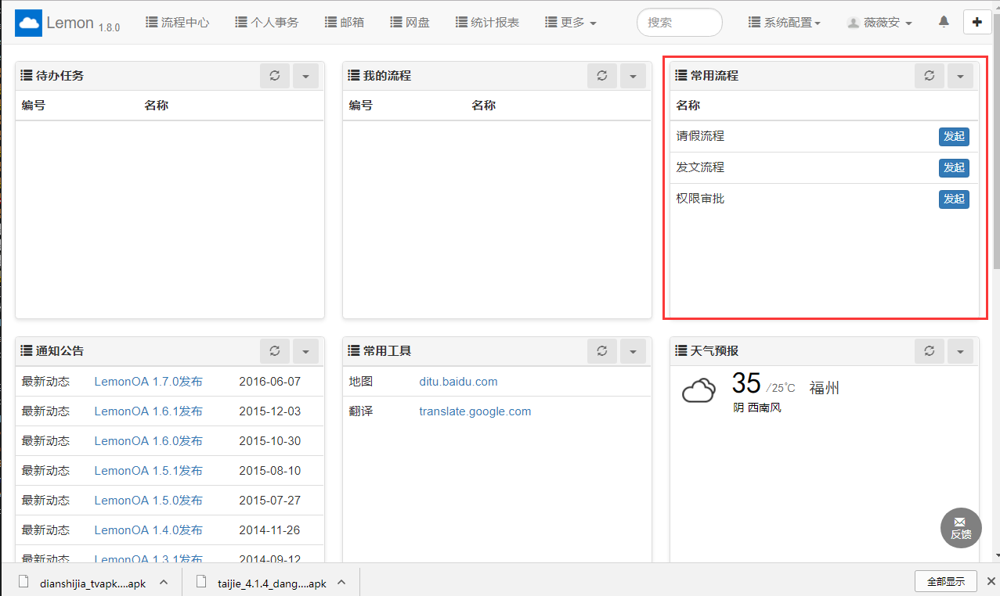 Lemon 1.8.0 流程中心 个人事务 邮箱 网盘 统计报表 更多 搜索 系统配置 薇薇安
待办任务
编号 名称
我的流程
编号 名称
常用流程
名称
请假流程 发起
发文流程 发起
权限审批 发起
通知公告
最新动态 LemonOA 1.7.0发布 2016-06-07
最新动态 LemonOA 1.6.1发布 2015-12-03
最新动态 LemonOA 1.6.0发布 2015-10-30
最新动态 LemonOA 1.5.1发布 2015-08-10
最新动态 LemonOA 1.5.0发布 2015-07-27
最新动态 LemonOA 1.4.0发布 2014-11-26
最新动态 LemonOA 1.3.1发布 2014-09-12
常用工具
地图 ditu.baidu.com
翻译 translate.google.com
天气预报
35 /25℃ 福州
阴 西南风
反馈
dianshijia_tvapk....apk taijie_4.1.4_dang....apk 全部显示